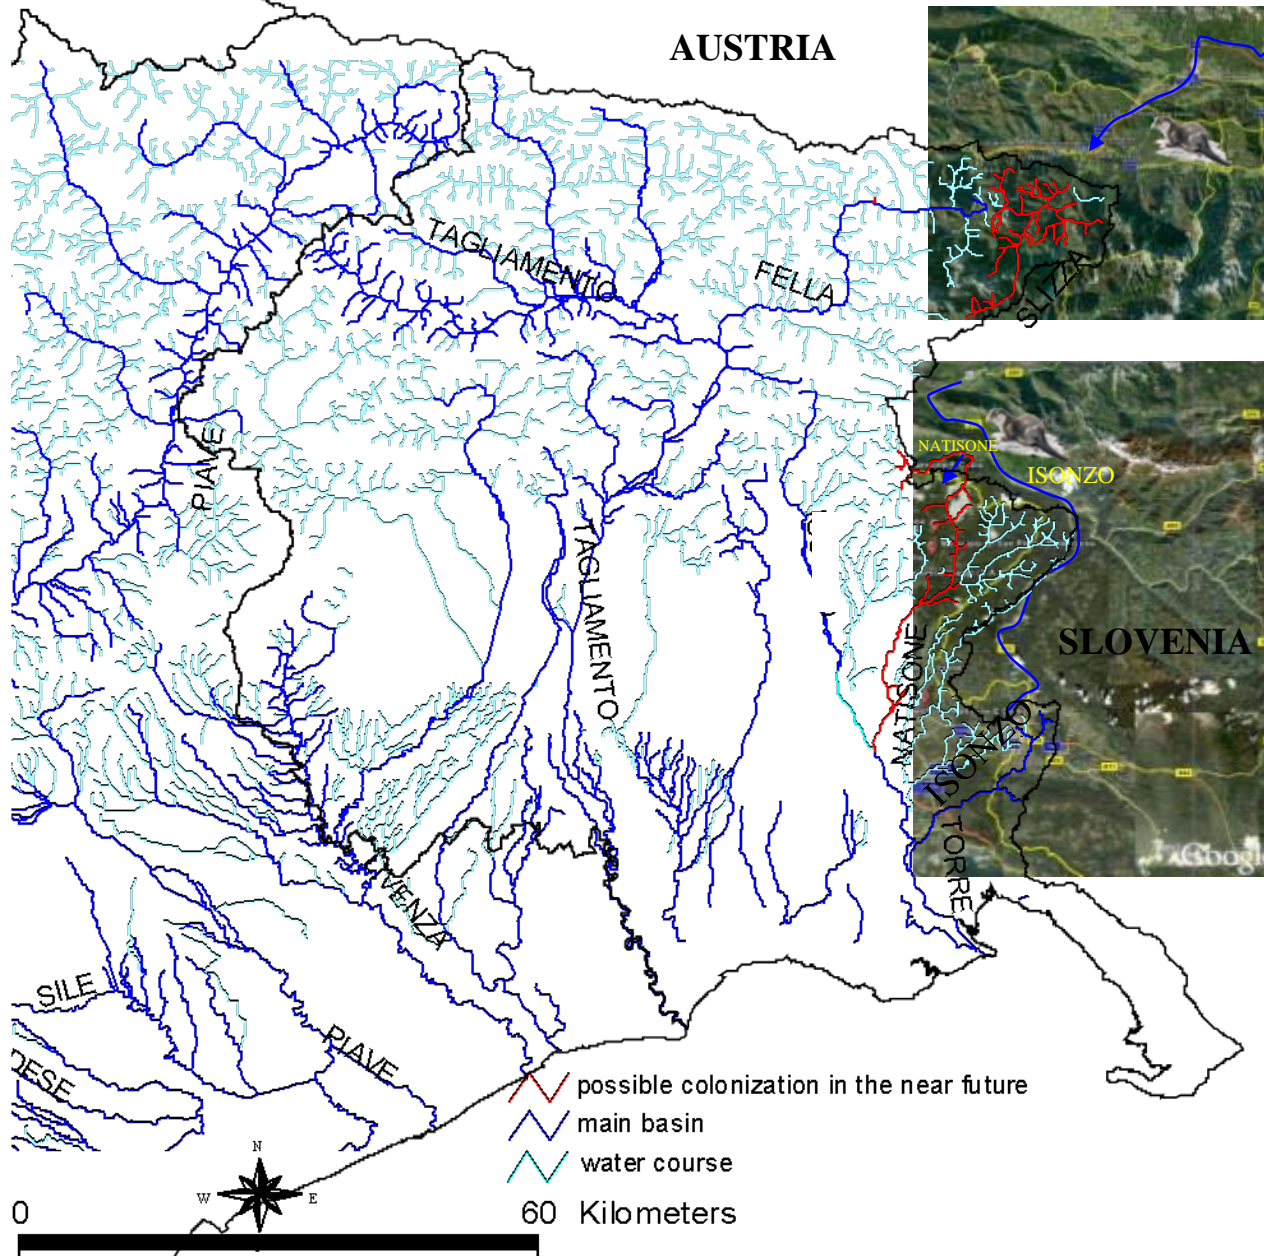 AUSTRIA
TAGLIAMENTO
FELLA
SLIZZA
PIAVE
NATISONE
ISONZO
TAGLIAMENTO
NATISONE
SLOVENIA
ISONZO
TORRE
VENZA
SILE
PIAVE
DESE
possible colonization in the near future
main basin
water course
N
W E
0 60 Kilometers
Google